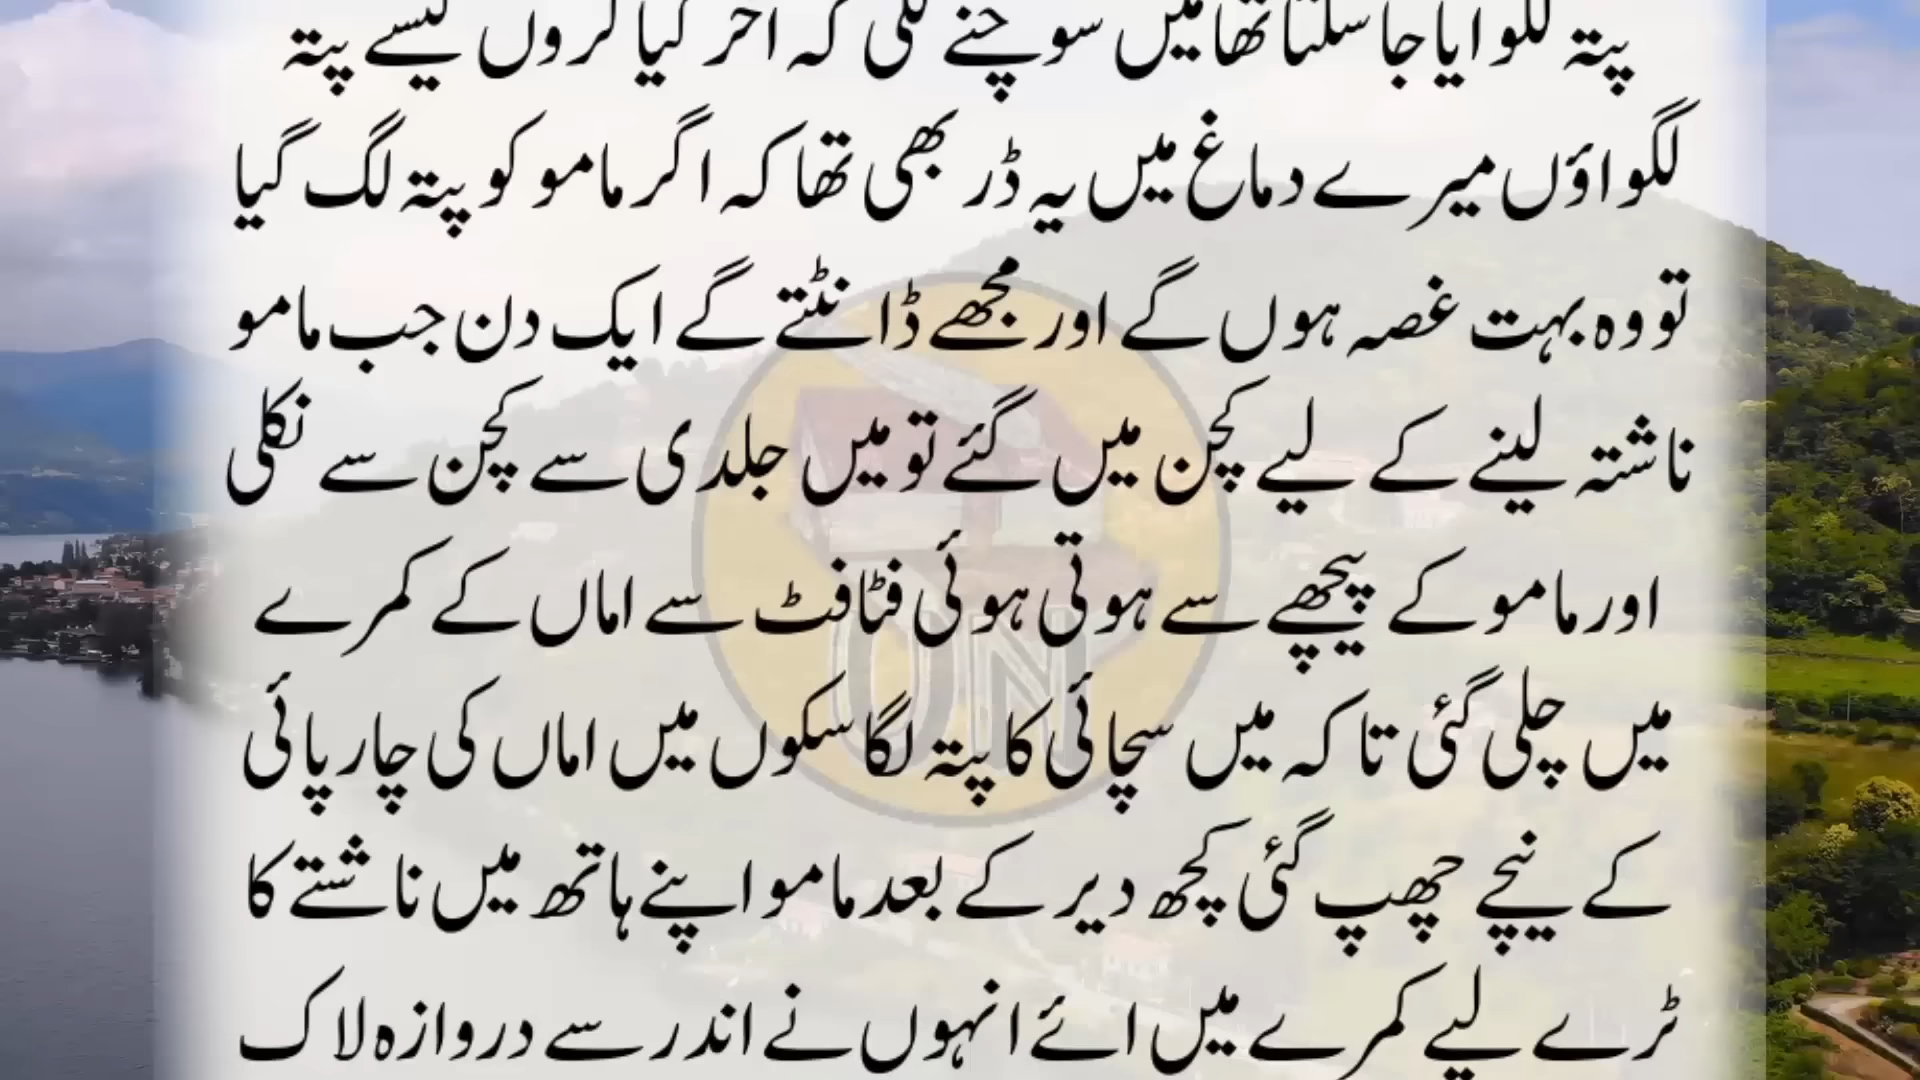 پتہ لگوایا جا سکتا تھا میں سوچنے لگی کہ اخر کیا کروں کیسے پتہ
لگواؤں میرے دماغ میں یہ ڈر بھی تھا کہ اگر ماموکو پتہ لگ گیا
تو وہ بہت غصہ ہوں گے اور مجھے ڈانٹتے گے ایک دن جب مامو
ناشتہ لینے کے لیے کچن میں گئے تو میں جلدی سے کچن سے نکلی
اور مامو کے پیچھے سے ہوتی ہوئی فٹافٹ سے اماں کے کمرے
میں چلی گئی تاکہ میں سچائی کا پتہ لگا سکوں میں اماں کی چارپائی
کے نیچے چھپ گئی کچھ دیر کے بعد مامو اپنے ہاتھ میں ناشتے کا
ٹرے لیے کمرے میں ائے انہوں نے اندر سے دروازہ لاک
ON